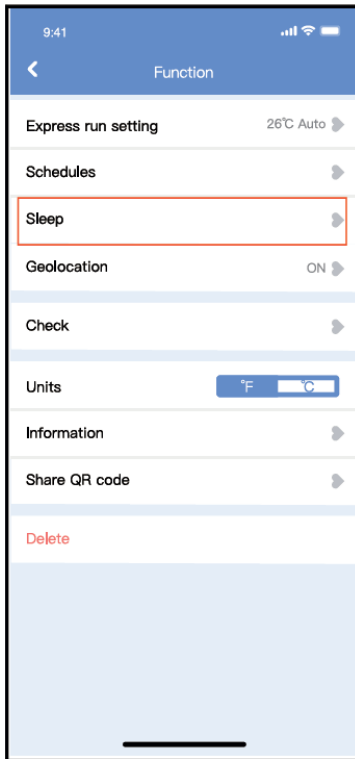 9:41
Function
Express run setting 26℃ Auto
Schedules
Sleep
Geolocation ON
Check
Units °F ℃
Information
Share QR code
Delete